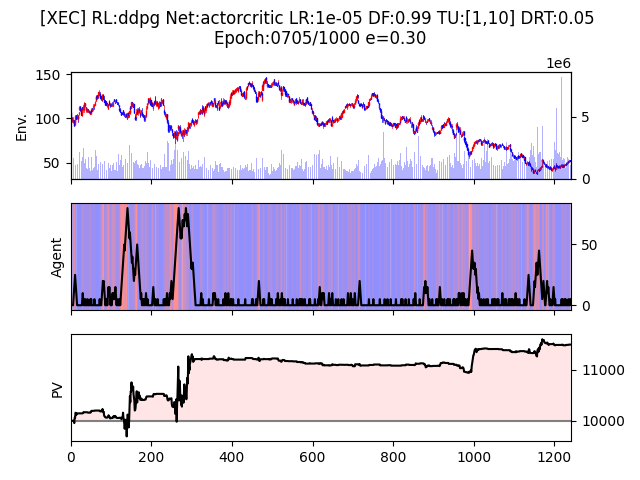 [XEC] RL:ddpg Net:actorcritic LR:1e-05 DF:0.99 TU:[1,10] DRT:0.05
Epoch:0705/1000 e=0.30
1e6
150
100
50
5
0
Env.
50
0
Agent
11000
10000
PV
0
200
400
600
800
1000
1200